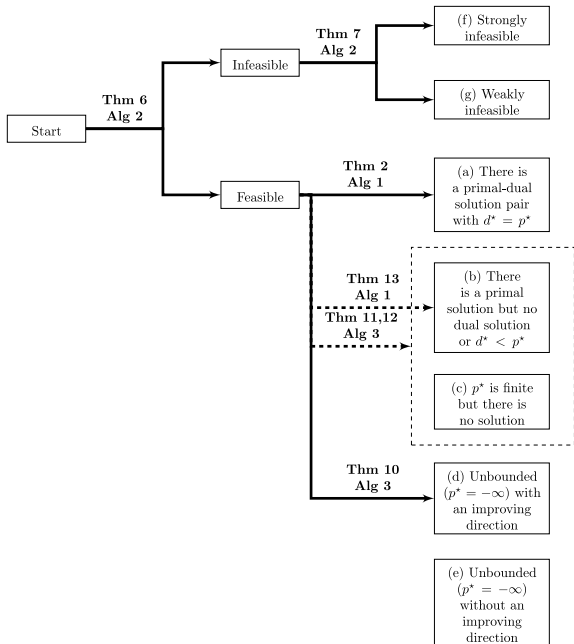 (f) Strongly
infeasible
Thm 7
Alg 2
Infeasible
(g) Weakly
infeasible
Thm 6
Alg 2
Start
Thm 2
Alg 1
(a) There is
a primal-dual
solution pair
with d⋆ = p⋆
Feasible
Thm 13
Alg 1
(b) There
is a primal
solution but no
dual solution
or d⋆ < p⋆
Thm 11,12
Alg 3
(c) p⋆ is finite
but there is
no solution
Thm 10
Alg 3
(d) Unbounded
(p⋆ = −∞) with
an improving
direction
(e) Unbounded
(p⋆ = −∞)
without an
improving
direction